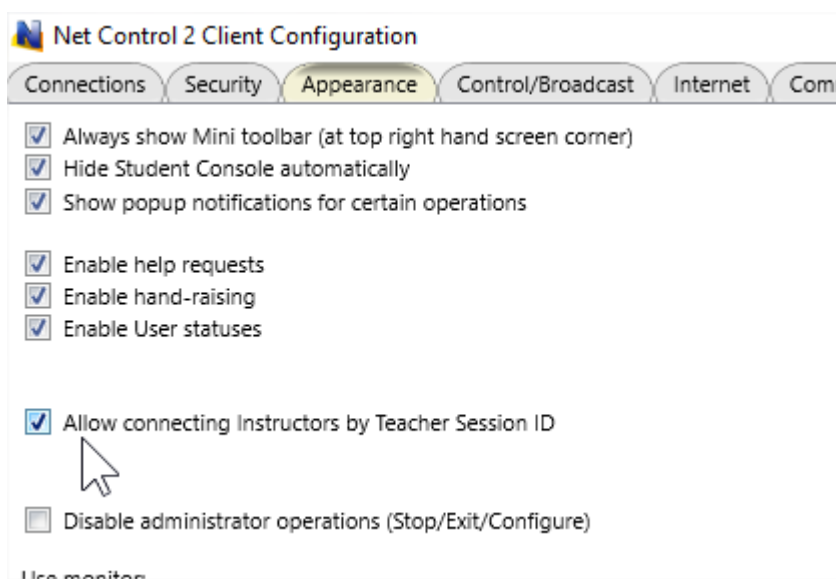 Net Control 2 Client Configuration
Connections Security Appearance Control/Broadcast Internet
Always show Mini toolbar (at top right hand screen corner)
Hide Student Console automatically
Show popup notifications for certain operations
Enable help requests
Enable hand-raising
Enable User statuses
Allow connecting Instructors by Teacher Session ID
Disable administrator operations (Stop/Exit/Configure)
Use monitor: